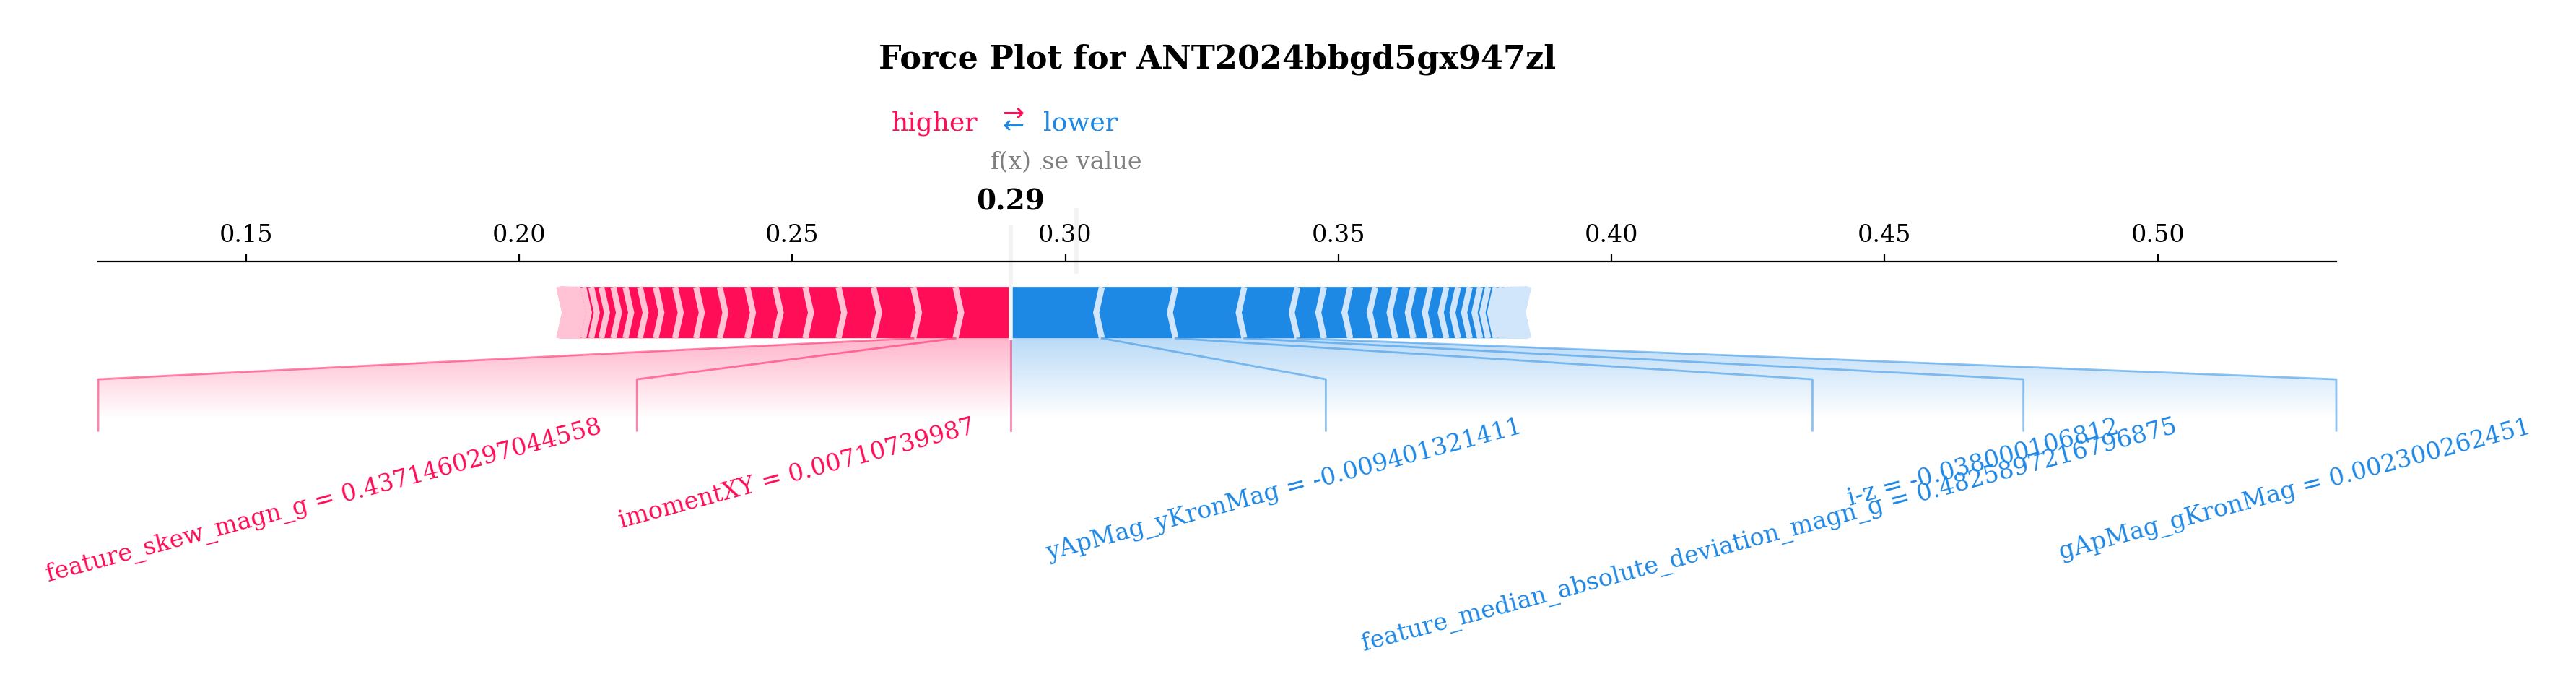 Force Plot for ANT2024bbgd5gx947zl
higher ⇄ lower
f(x) se value
0.29
0.15 0.20 0.25 0.30 0.35 0.40 0.45 0.50
feature_skew_magn_g = 0.4371460297044558
imomentXY = 0.00710739987
yApMag_yKronMag = -0.009401321411
feature_median_absolute_deviation_magn_g = 0.4825897216796875
i-z = -0.038000106812
gApMag_gKronMag = 0.002300262451